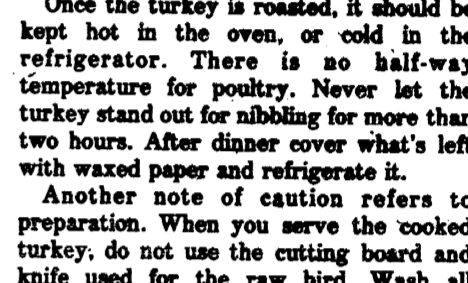 Once the turkey is roasted, it should be
kept hot in the oven, or cold in the
refrigerator. There is no half-way
temperature for poultry. Never let the
turkey stand out for nibbling for more than
two hours. After dinner cover what's left
with waxed paper and refrigerate it.
Another note of caution refers to
preparation. When you serve the cooked
turkey, do not use the cutting board and
knife used for the raw bird. Wash all